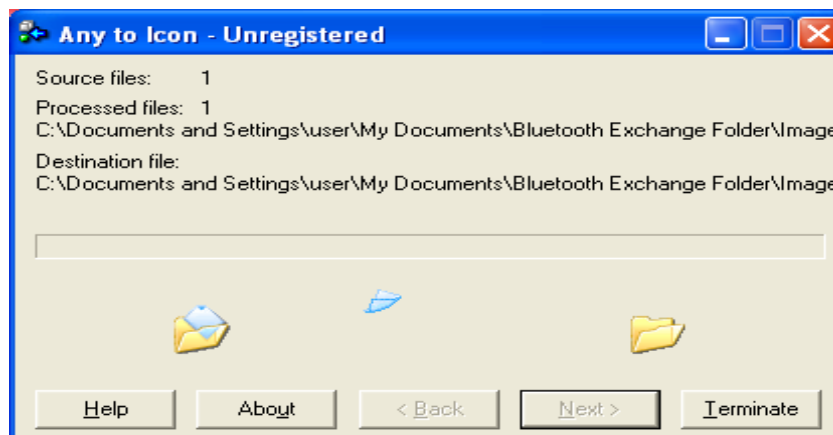 Any to Icon - Unregistered
Source files: 1
Processed files: 1
C:\Documents and Settings\user\My Documents\Bluetooth Exchange Folder\Image
Destination file:
C:\Documents and Settings\user\My Documents\Bluetooth Exchange Folder\Image
Help About < Back Next > Terminate